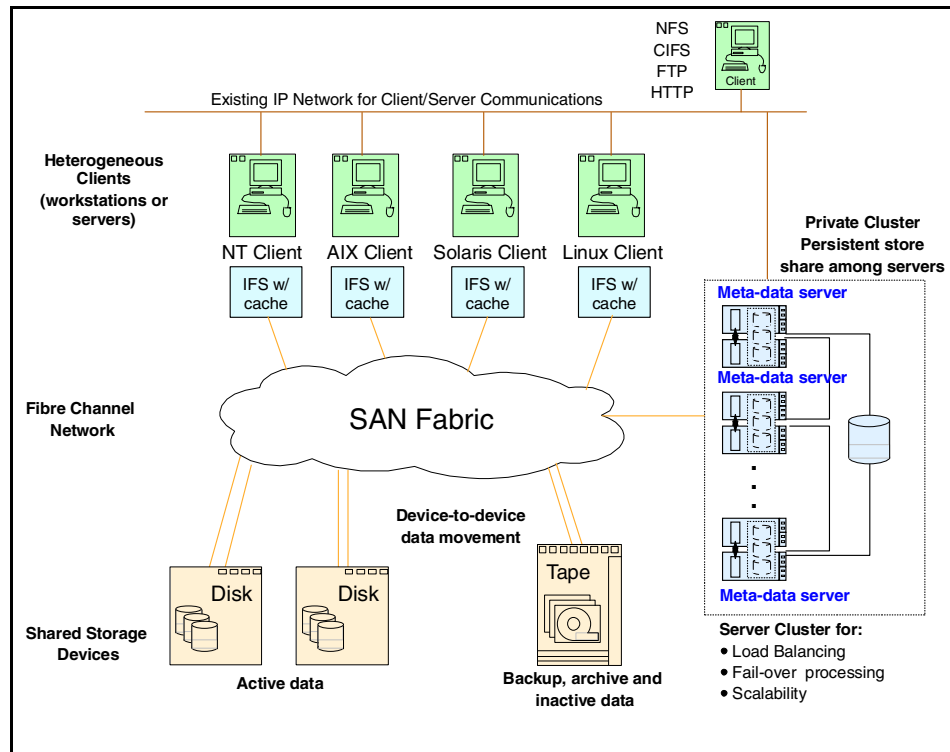 NFS
CIFS
FTP
HTTP
Client
Existing IP Network for Client/Server Communications
Heterogeneous
Clients
(workstations or
servers)
NT Client
AIX Client
Solaris Client
Linux Client
IFS w/
cache
IFS w/
cache
IFS w/
cache
IFS w/
cache
Private Cluster
Persistent store
share among servers
Meta-data server
Meta-data server
Meta-data server
Fibre Channel
Network
SAN Fabric
Device-to-device
data movement
Disk
Disk
Tape
Shared Storage
Devices
Active data
Backup, archive and
inactive data
Server Cluster for:
• Load Balancing
• Fail-over processing
• Scalability